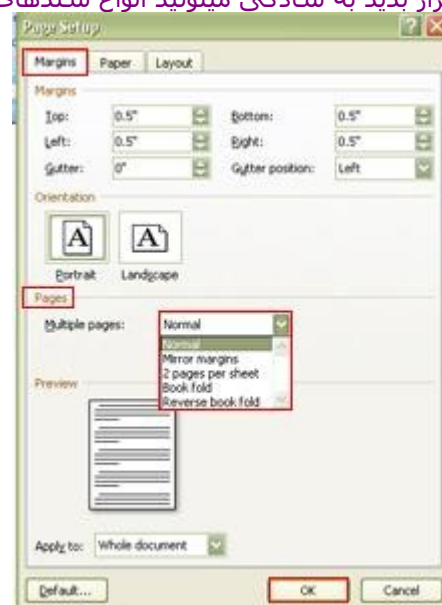 بدید به سادگی میتونید انواع سندهای
Page Setup
Margins Paper Layout
Margins
Top: 0.5" Bottom: 0.5"
Left: 0.5" Right: 0.5"
Gutter: 0" Gutter position: Left
Orientation
A A
Portrait Landscape
Pages
Multiple pages: Normal
Normal
Mirror margins
2 pages per sheet
Book fold
Reverse book fold
Preview
Apply to: Whole document
Default... OK Cancel